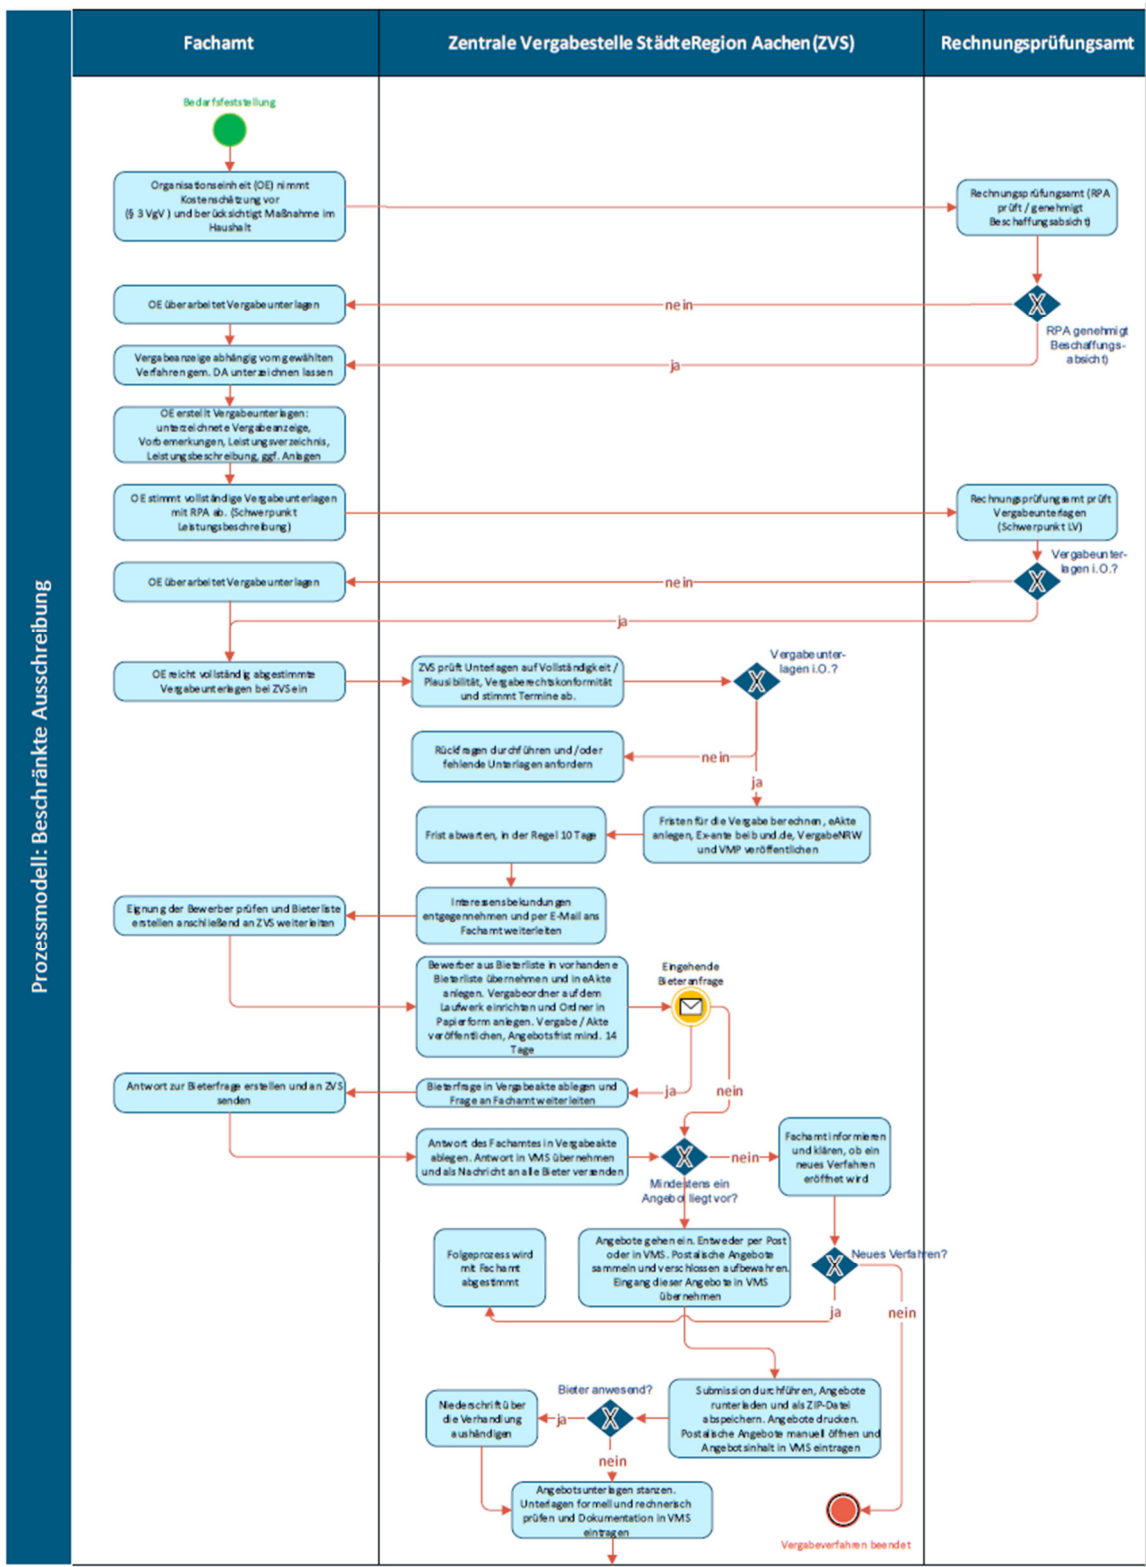 Prozessmodell: Beschränkte Ausschreibung
Fachamt
Zentrale Vergabestelle StädteRegion Aachen (ZVS)
Rechnungsprüfungsamt
Bedarfsfeststellung
Organisationseinheit (OE) nimmt
Kostenschätzung vor
(§ 3 VgV ) und berücksichtigt Maßnahme im
Haushalt
Rechnungsprüfungsamt (RPA
prüft / genehmigt
Beschaffungsabsicht)
OE überarbeitet Vergabeunterlagen
nein
X
RPA genehmigt
Beschaffungs-
absicht)
Vergabeanzeige abhängig vom gewählten
Verfahren gem. DA unterzeichnen lassen
ja
OE erstellt Vergabeunterlagen:
unterzeichnete Vergabeanzeige,
Vorbemerkungen, Leistungsverzeichnis,
Leistungsbeschreibung, ggf. Anlagen
OE stimmt vollständige Vergabeunterlagen
mit RPA ab. (Schwerpunkt
Leistungsbeschreibung)
Rechnungsprüfungsamt prüft
Vergabeunterlagen
(Schwerpunkt LV)
Vergabeunter-
lagen i.O.?
OE überarbeitet Vergabeunterlagen
nein
X
ja
OE reicht vollständig abgestimmte
Vergabeunterlagen bei ZVS ein
ZVS prüft Unterlagen auf Vollständigkeit /
Plausibilität, Vergaberechtskonformität
und stimmt Termine ab.
X
Vergabeunter-
lagen i.O.?
Rückfragen durchführen und /oder
fehlende Unterlagen anfordern
nein
ja
Frist abwarten, in der Regel 10 Tage
Fristen für die Vergabe berechnen, eAkte
anlegen, Ex-ante bei bund.de, VergabeNRW
und VMP veröffentlichen
Eignung der Bewerber prüfen und Bieterliste
erstellen anschließend an ZVS weiterleiten
Interessensbekundungen
entgegennehmen und per E-Mail ans
Fachamt weiterleiten
Bewerber aus Bieterliste in vorhandene
Bieterliste übernehmen und in eAkte
anlegen. Vergabeordner auf dem
Laufwerk einrichten und Ordner in
Papierform anlegen. Vergabe / Akte
veröffentlichen, Angebotsfrist mind. 14
Tage
Eingehende
Bieteranfrage
Antwort zur Bieterfrage erstellen und an ZVS
senden
Bieterfrage in Vergabeakte ablegen und
Frage an Fachamt weiterleiten
ja
nein
Antwort des Fachamtes in Vergabeakte
ablegen. Antwort in VMS übernehmen
und als Nachricht an alle Bieter versenden
X
Mindestens ein
Angebot liegt vor?
nein
Fachamt informieren
und klären, ob ein
neues Verfahren
eröffnet wird
Folgeprozess wird
mit Fachamt
abgestimmt
Angebote gehen ein. Entweder per Post
oder in VMS. Postalische Angebote
sammeln und verschlossen aufbewahren.
Eingang dieser Angebote in VMS
übernehmen
X
Neues Verfahren?
ja
nein
Niederschrift über
die Verhandlung
aushändigen
Bieter anwesend?
ja
X
nein
Submission durchführen, Angebote
runterladen und als ZIP-Datei
abspeichern. Angebote drucken.
Postalische Angebote manuell öffnen und
Angebotsinhalt in VMS eintragen
Angebotsunterlagen stanzen.
Unterlagen formell und rechnerisch
prüfen und Dokumentation in VMS
eintragen
Vergabeverfahren beendet